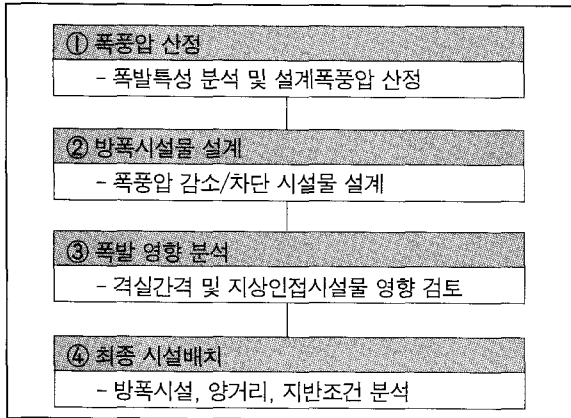 ① 폭풍압 산정
- 폭발특성 분석 및 설계폭풍압 산정
② 방폭시설물 설계
- 폭풍압 감소/차단 시설물 설계
③ 폭발 영향 분석
- 격실간격 및 지상인접시설물 영향 검토
④ 최종 시설배치
- 방폭시설, 양거리, 지반조건 분석